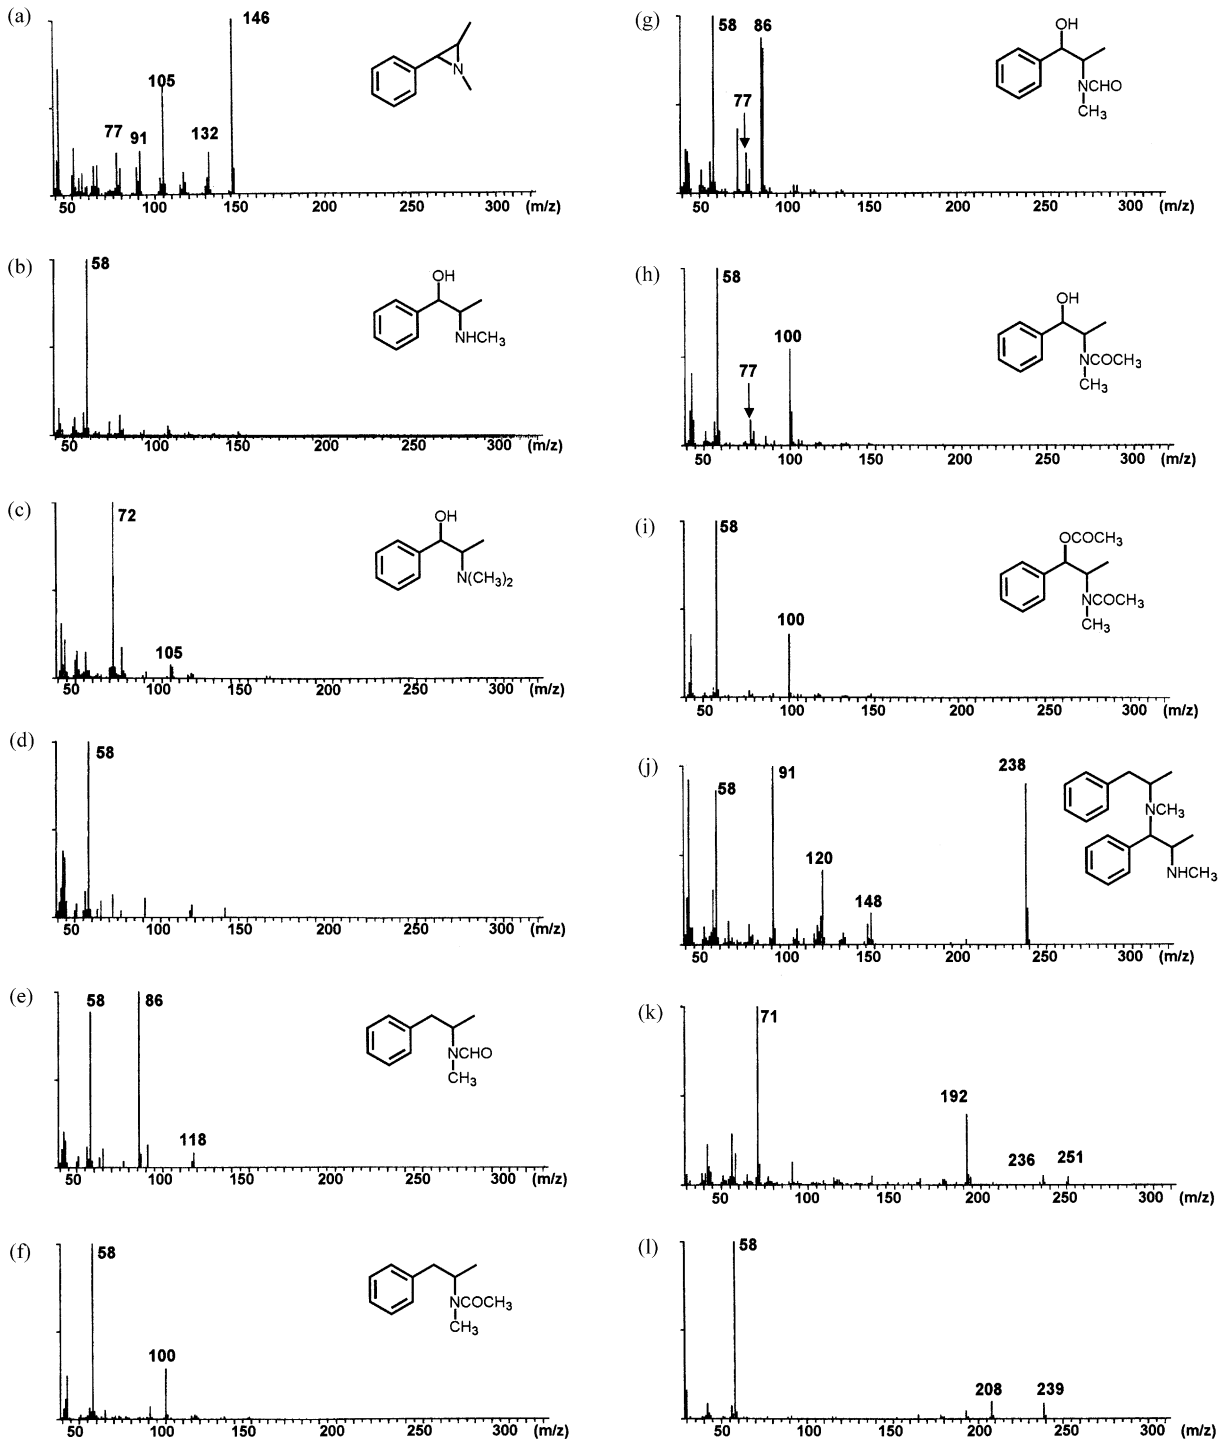 (a)
146
105
77
91
132
N
50 100 150 200 250 300 (m/z)
(b)
58
OH
NHCH3
50 100 150 200 250 300 (m/z)
(c)
72
OH
N(CH3)2
105
50 100 150 200 250 300 (m/z)
(d)
58
50 100 150 200 250 300 (m/z)
(e)
58
86
NCHO
CH3
118
50 100 150 200 250 300 (m/z)
(f)
58
NCOCH3
CH3
100
50 100 150 200 250 300 (m/z)
(g)
58
86
OH
77
NCHO
CH3
50 100 150 200 250 300 (m/z)
(h)
58
OH
100
77
NCOCH3
CH3
50 100 150 200 250 300 (m/z)
(i)
58
OCOCH3
NCOCH3
CH3
100
50 100 150 200 250 300 (m/z)
(j)
91
238
58
NCH3
120
148
NHCH3
50 100 150 200 250 300 (m/z)
(k)
71
192
236
251
50 100 150 200 250 300 (m/z)
(l)
58
208
239
50 100 150 200 250 300 (m/z)